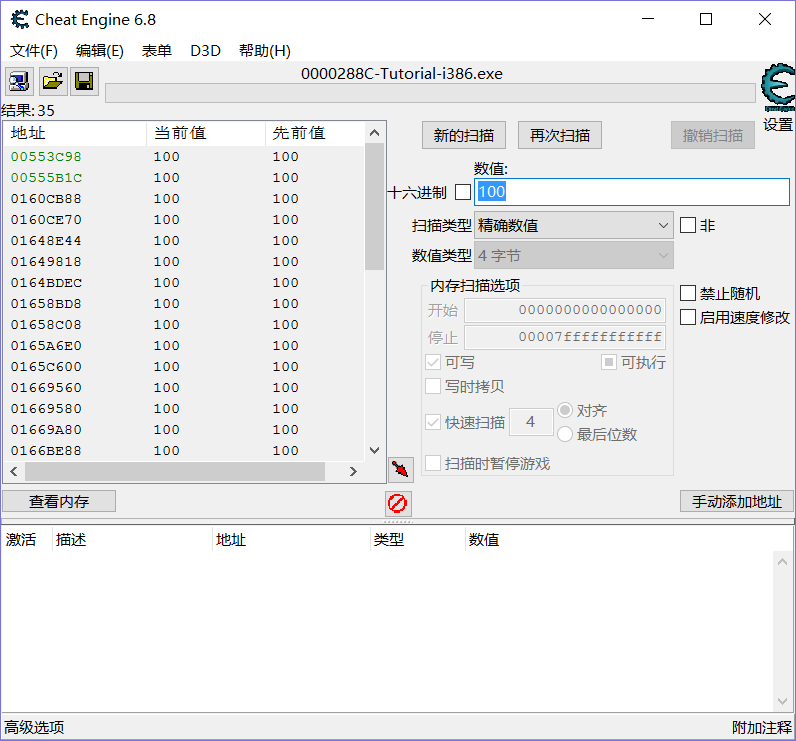 Cheat Engine 6.8
文件(F) 编辑(E) 表单 D3D 帮助(H)
0000288C-Tutorial-i386.exe
设置
结果: 35
地址 当前值 先前值
00553C98 100 100
00555B1C 100 100
0160CB88 100 100
0160CE70 100 100
01648E44 100 100
01649818 100 100
0164BDEC 100 100
01658BD8 100 100
01658C08 100 100
0165A6E0 100 100
0165C600 100 100
01669560 100 100
01669580 100 100
01669A80 100 100
0166BE88 100 100
新的扫描 再次扫描 撤销扫描
数值:
十六进制 100
扫描类型 精确数值 非
数值类型 4 字节
内存扫描选项
开始 0000000000000000
停止 00007fffffffffff
可写 可执行
写时拷贝
快速扫描 4 对齐
最后位数
扫描时暂停游戏
禁止随机
启用速度修改
查看内存 手动添加地址
激活 描述 地址 类型 数值
高级选项 附加注释